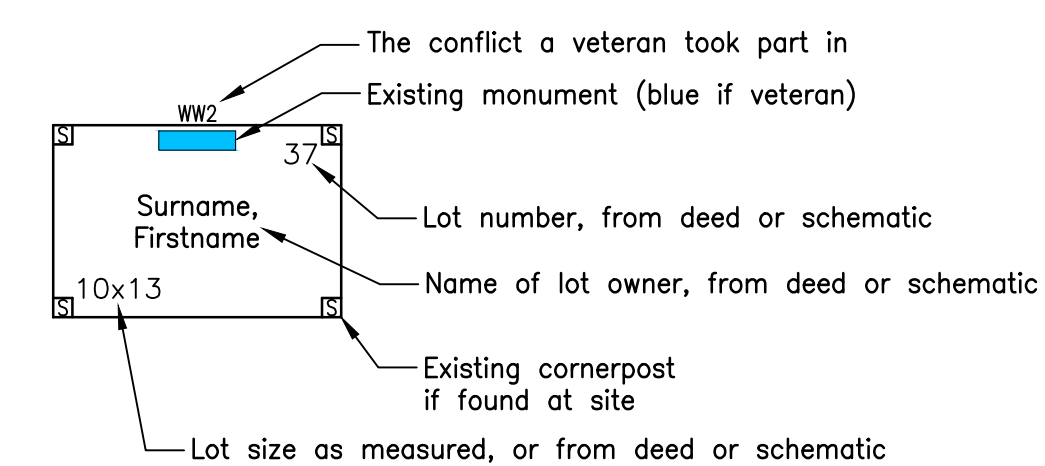 The conflict a veteran took part in
Existing monument (blue if veteran)
WW2
S
S
37
Surname,
Firstname
Lot number, from deed or schematic
Name of lot owner, from deed or schematic
10x13
S
S
Existing cornerpost
if found at site
Lot size as measured, or from deed or schematic